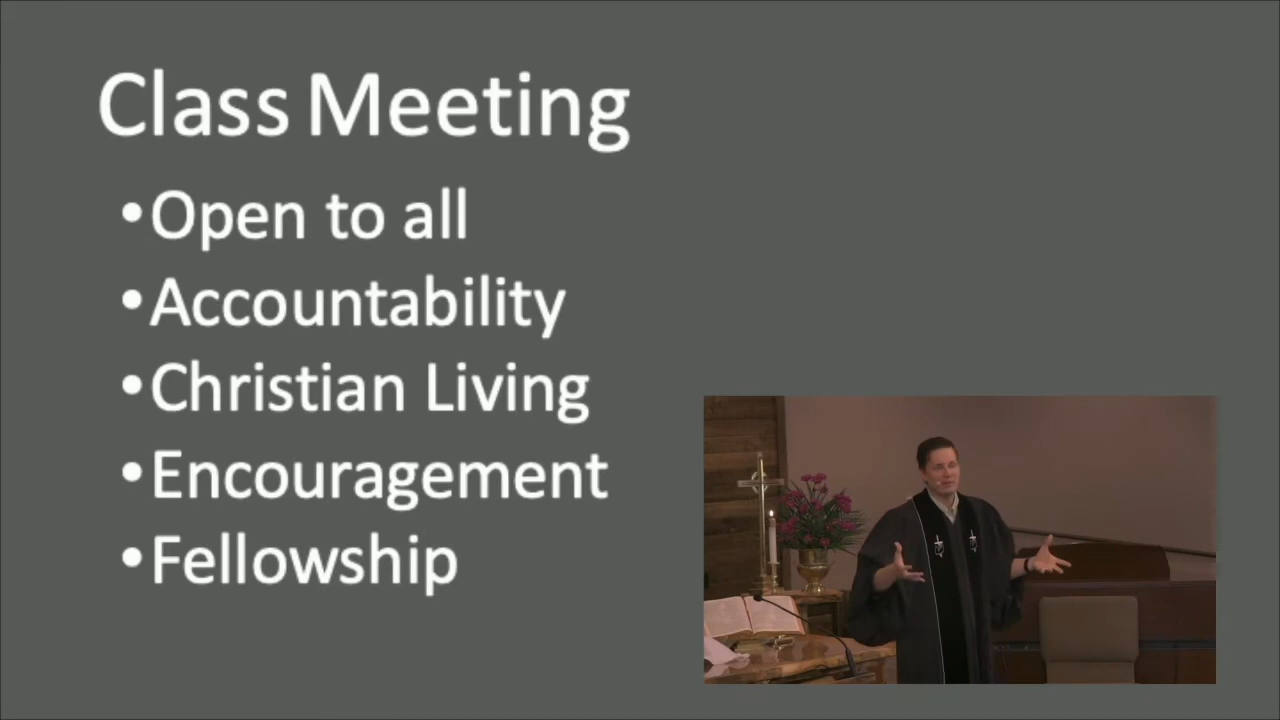 Class Meeting
•Open to all
•Accountability
•Christian Living
•Encouragement
•Fellowship